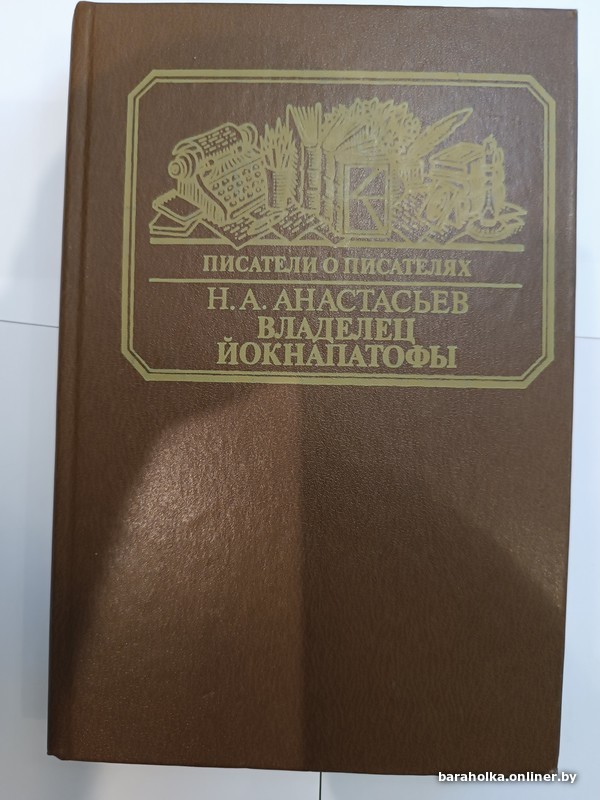 ПИСАТЕЛИ О ПИСАТЕЛЯХ
Н. А. АНАСТАСЬЕВ
ВЛАДЕЛЕЦ
ЙОКНАПАТОФЫ
baraholka.onliner.by